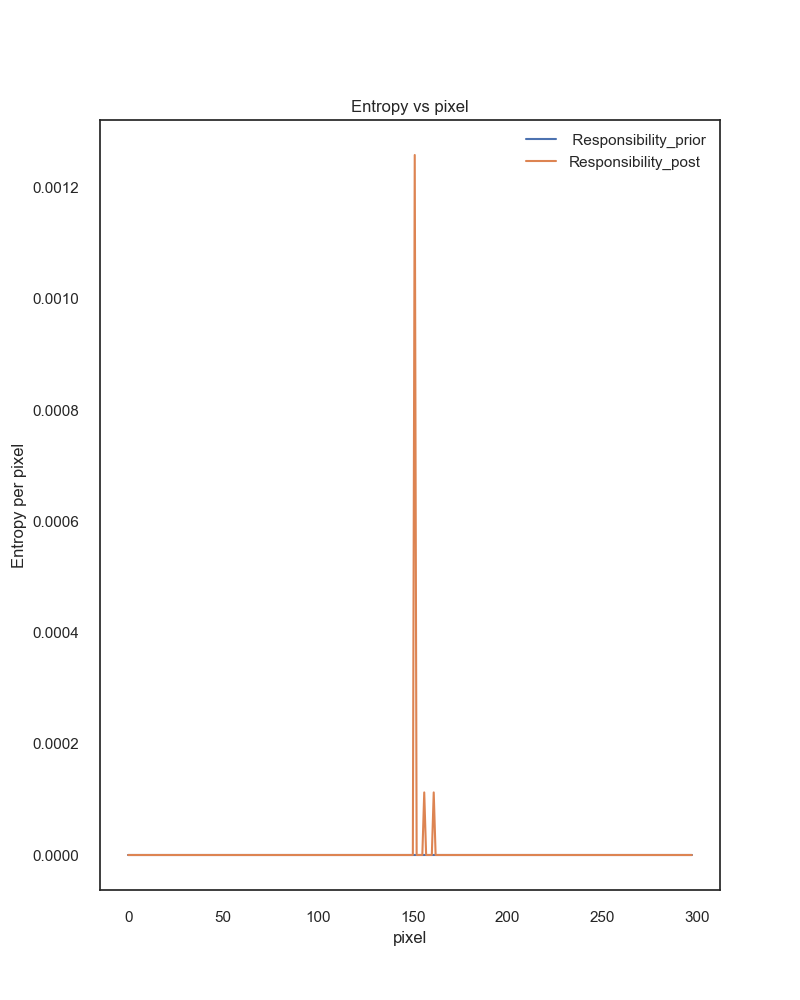 Entropy vs pixel
Responsibility_prior
Responsibility_post
0.0012
0.0010
0.0008
0.0006
0.0004
0.0002
0.0000
Entropy per pixel
0 50 100 150 200 250 300
pixel